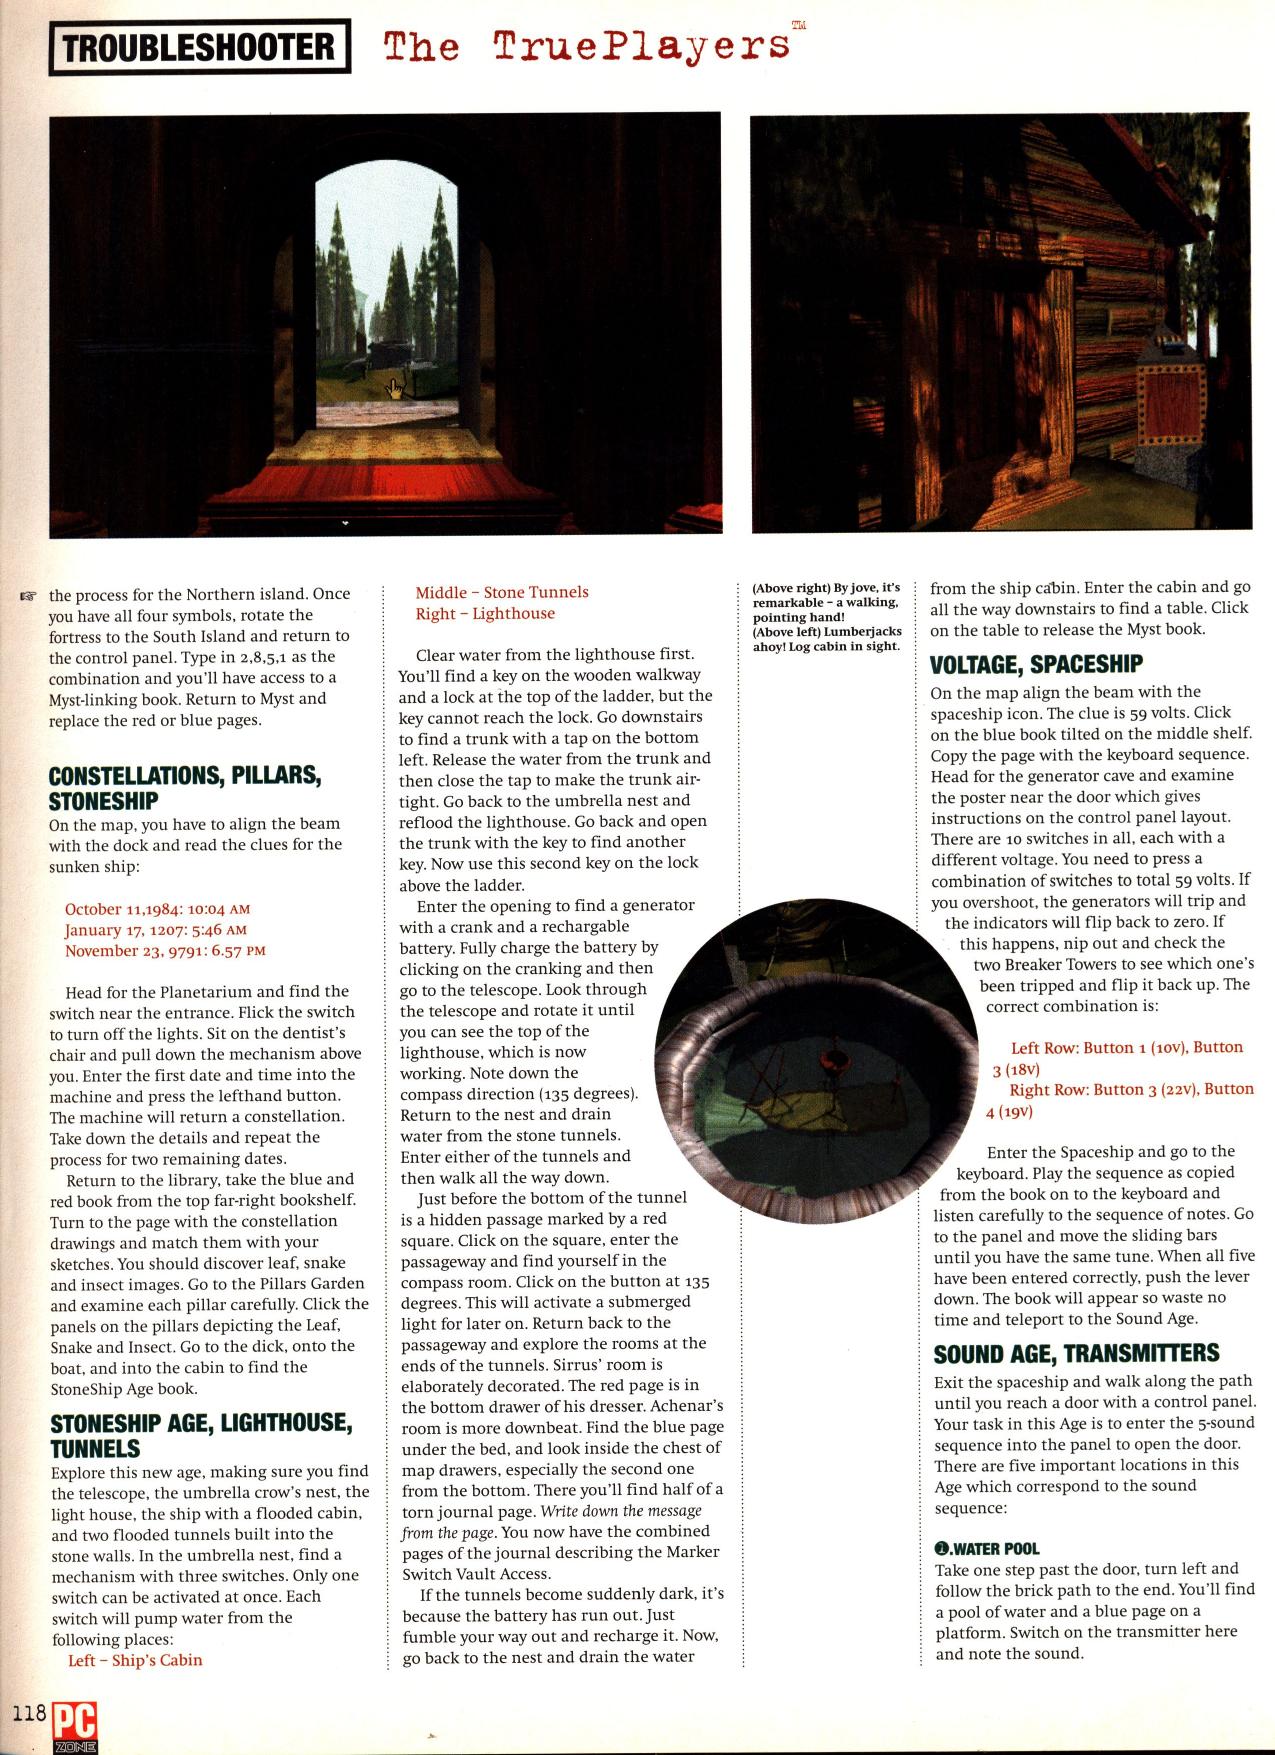 TROUBLESHOOTER
The TruePlayers™
☞ the process for the Northern island. Once
you have all four symbols, rotate the
fortress to the South Island and return to
the control panel. Type in 2,8,5,1 as the
combination and you'll have access to a
Myst-linking book. Return to Myst and
replace the red or blue pages.
CONSTELLATIONS, PILLARS,
STONESHIP
On the map, you have to align the beam
with the dock and read the clues for the
sunken ship:
October 11,1984: 10:04 AM
January 17, 1207: 5:46 AM
November 23, 9791: 6.57 PM
Head for the Planetarium and find the
switch near the entrance. Flick the switch
to turn off the lights. Sit on the dentist's
chair and pull down the mechanism above
you. Enter the first date and time into the
machine and press the lefthand button.
The machine will return a constellation.
Take down the details and repeat the
process for two remaining dates.
Return to the library, take the blue and
red book from the top far-right bookshelf.
Turn to the page with the constellation
drawings and match them with your
sketches. You should discover leaf, snake
and insect images. Go to the Pillars Garden
and examine each pillar carefully. Click the
panels on the pillars depicting the Leaf,
Snake and Insect. Go to the dick, onto the
boat, and into the cabin to find the
StoneShip Age book.
STONESHIP AGE, LIGHTHOUSE,
TUNNELS
Explore this new age, making sure you find
the telescope, the umbrella crow's nest, the
light house, the ship with a flooded cabin,
and two flooded tunnels built into the
stone walls. In the umbrella nest, find a
mechanism with three switches. Only one
switch can be activated at once. Each
switch will pump water from the
following places:
Left – Ship's Cabin
Middle – Stone Tunnels
Right – Lighthouse
Clear water from the lighthouse first.
You'll find a key on the wooden walkway
and a lock at the top of the ladder, but the
key cannot reach the lock. Go downstairs
to find a trunk with a tap on the bottom
left. Release the water from the trunk and
then close the tap to make the trunk air-
tight. Go back to the umbrella nest and
reflood the lighthouse. Go back and open
the trunk with the key to find another
key. Now use this second key on the lock
above the ladder.
Enter the opening to find a generator
with a crank and a rechargable
battery. Fully charge the battery by
clicking on the cranking and then
go to the telescope. Look through
the telescope and rotate it until
you can see the top of the
lighthouse, which is now
working. Note down the
compass direction (135 degrees).
Return to the nest and drain
water from the stone tunnels.
Enter either of the tunnels and
then walk all the way down.
Just before the bottom of the tunnel
is a hidden passage marked by a red
square. Click on the square, enter the
passageway and find yourself in the
compass room. Click on the button at 135
degrees. This will activate a submerged
light for later on. Return back to the
passageway and explore the rooms at the
ends of the tunnels. Sirrus' room is
elaborately decorated. The red page is in
the bottom drawer of his dresser. Achenar's
room is more downbeat. Find the blue page
under the bed, and look inside the chest of
map drawers, especially the second one
from the bottom. There you'll find half of a
torn journal page. Write down the message
from the page. You now have the combined
pages of the journal describing the Marker
Switch Vault Access.
If the tunnels become suddenly dark, it's
because the battery has run out. Just
fumble your way out and recharge it. Now,
go back to the nest and drain the water
(Above right) By jove, it's
remarkable – a walking,
pointing hand!
(Above left) Lumberjacks
ahoy! Log cabin in sight.
from the ship cabin. Enter the cabin and go
all the way downstairs to find a table. Click
on the table to release the Myst book.
VOLTAGE, SPACESHIP
On the map align the beam with the
spaceship icon. The clue is 59 volts. Click
on the blue book tilted on the middle shelf.
Copy the page with the keyboard sequence.
Head for the generator cave and examine
the poster near the door which gives
instructions on the control panel layout.
There are 10 switches in all, each with a
different voltage. You need to press a
combination of switches to total 59 volts. If
you overshoot, the generators will trip and
the indicators will flip back to zero. If
this happens, nip out and check the
two Breaker Towers to see which one's
been tripped and flip it back up. The
correct combination is:
Left Row: Button 1 (10v), Button
3 (18v)
Right Row: Button 3 (22v), Button
4 (19v)
Enter the Spaceship and go to the
keyboard. Play the sequence as copied
from the book on to the keyboard and
listen carefully to the sequence of notes. Go
to the panel and move the sliding bars
until you have the same tune. When all five
have been entered correctly, push the lever
down. The book will appear so waste no
time and teleport to the Sound Age.
SOUND AGE, TRANSMITTERS
Exit the spaceship and walk along the path
until you reach a door with a control panel.
Your task in this Age is to enter the 5-sound
sequence into the panel to open the door.
There are five important locations in this
Age which correspond to the sound
sequence:
❶.WATER POOL
Take one step past the door, turn left and
follow the brick path to the end. You'll find
a pool of water and a blue page on a
platform. Switch on the transmitter here
and note the sound.
118 PC
ZONE